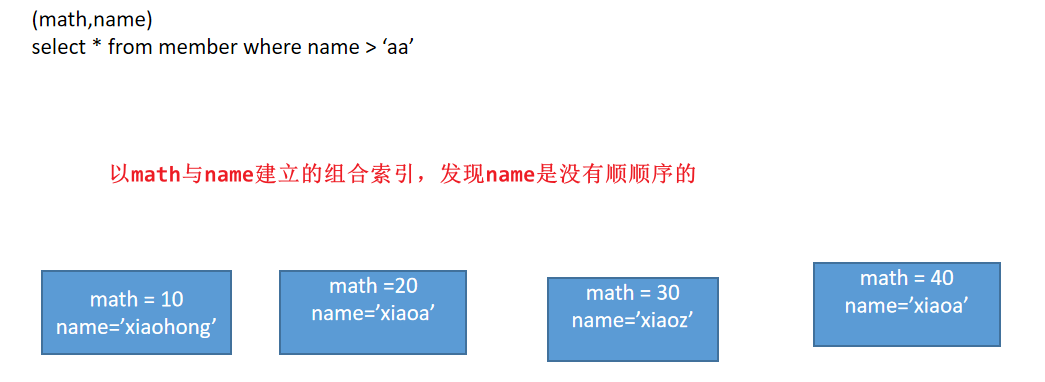 (math,name)
select * from member where name > ‘aa’
以math与name建立的组合索引，发现name是没有顺顺序的
math = 10
name=’xiaohong’
math =20
name=’xiaoa’
math = 30
name=’xiaoz’
math = 40
name=’xiaoa’